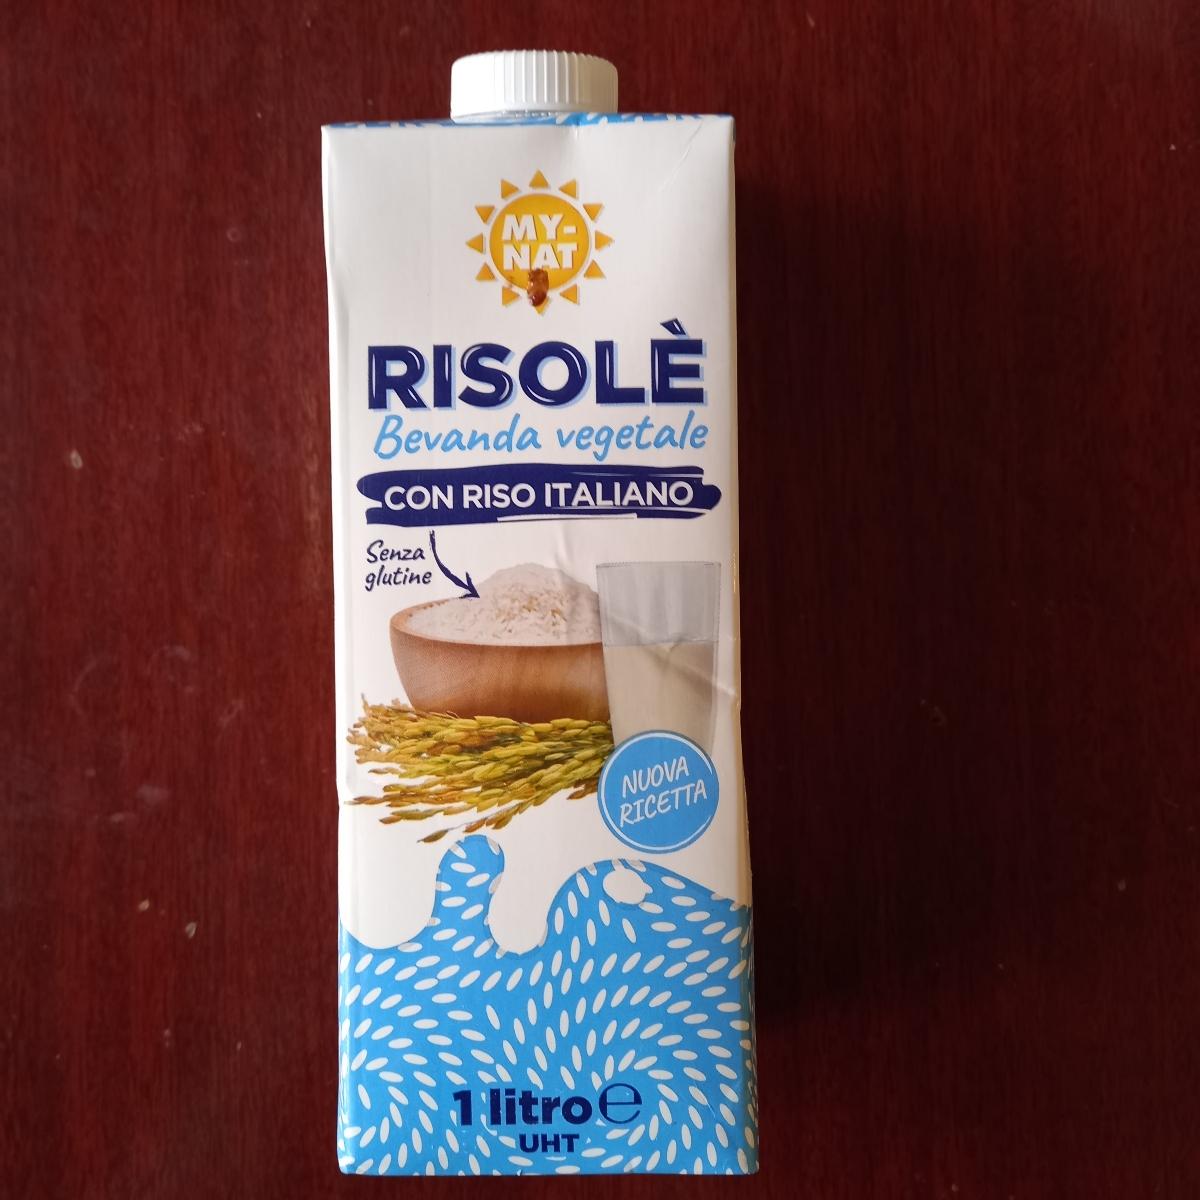 MY-
NAT
RISOLÈ
Bevanda vegetale
CON RISO ITALIANO
Senza
glutine
NUOVA
RICETTA
1 litro ℮
UHT